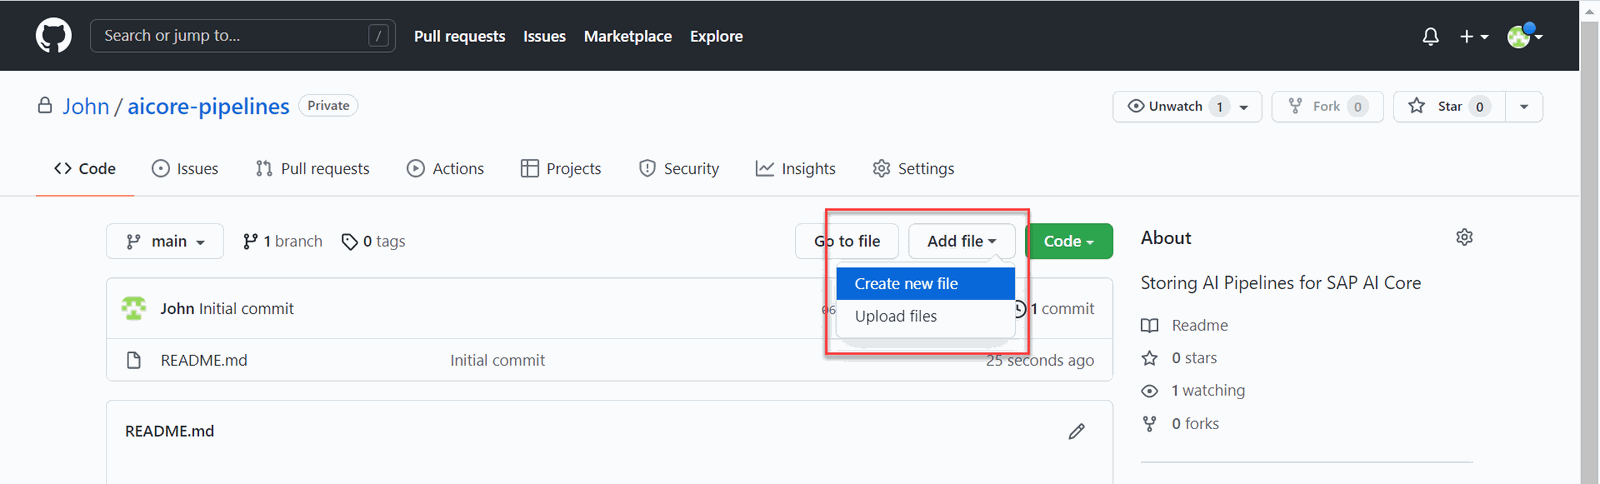 Search or jump to... / Pull requests Issues Marketplace Explore
John / aicore-pipelines Private Unwatch 1 Fork 0 Star 0
Code Issues Pull requests Actions Projects Security Insights Settings
main 1 branch 0 tags Go to file Add file Code
Create new file
Upload files
John Initial commit 06 1 commit
README.md Initial commit 25 seconds ago
README.md
About
Storing AI Pipelines for SAP AI Core
Readme
0 stars
1 watching
0 forks